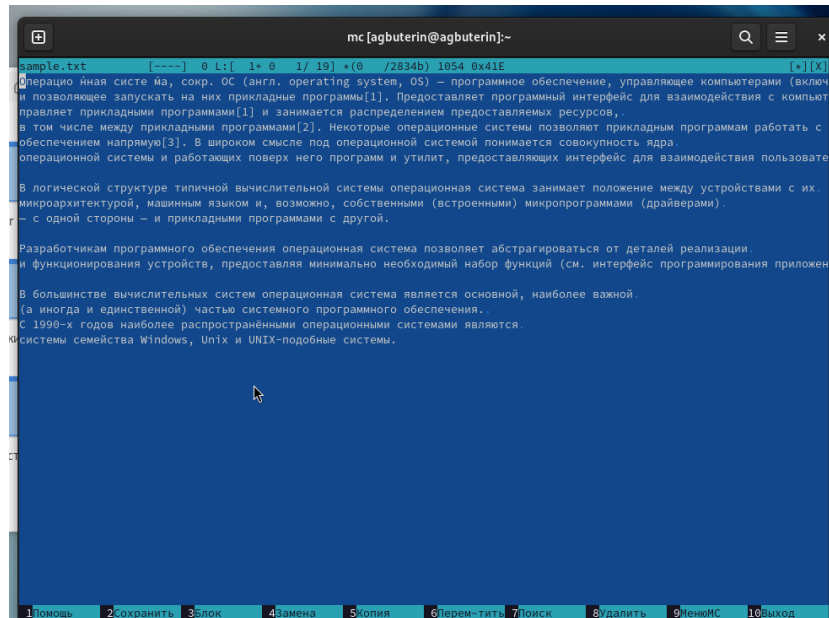 mc [agbuterin@agbuterin]:~
sample.txt [----] 0 L:[ 1+ 0 1/ 19] *(0 /2834b) 1054 0x41E [*][X]
Операцио́нная систе́ма, сокр. ОС (англ. operating system, OS) — программное обеспечение, управляющее компьютерами (включ
и позволяющее запускать на них прикладные программы[1]. Предоставляет программный интерфейс для взаимодействия с компьют
правляет прикладными программами[1] и занимается распределением предоставляемых ресурсов,.
в том числе между прикладными программами[2]. Некоторые операционные системы позволяют прикладным программам работать с
обеспечением напрямую[3]. В широком смысле под операционной системой понимается совокупность ядра.
операционной системы и работающих поверх него программ и утилит, предоставляющих интерфейс для взаимодействия пользовате
В логической структуре типичной вычислительной системы операционная система занимает положение между устройствами с их.
микроархитектурой, машинным языком и, возможно, собственными (встроенными) микропрограммами (драйверами).
— с одной стороны — и прикладными программами с другой.
Разработчикам программного обеспечения операционная система позволяет абстрагироваться от деталей реализации.
и функционирования устройств, предоставляя минимально необходимый набор функций (см. интерфейс программирования приложен
В большинстве вычислительных систем операционная система является основной, наиболее важной.
(а иногда и единственной) частью системного программного обеспечения..
С 1990-х годов наиболее распространёнными операционными системами являются.
системы семейства Windows, Unix и UNIX-подобные системы.
1Помощь 2Сохранить 3Блок 4Замена 5Копия 6Перем~тить 7Поиск 8Удалить 9МенюMC 10Выход